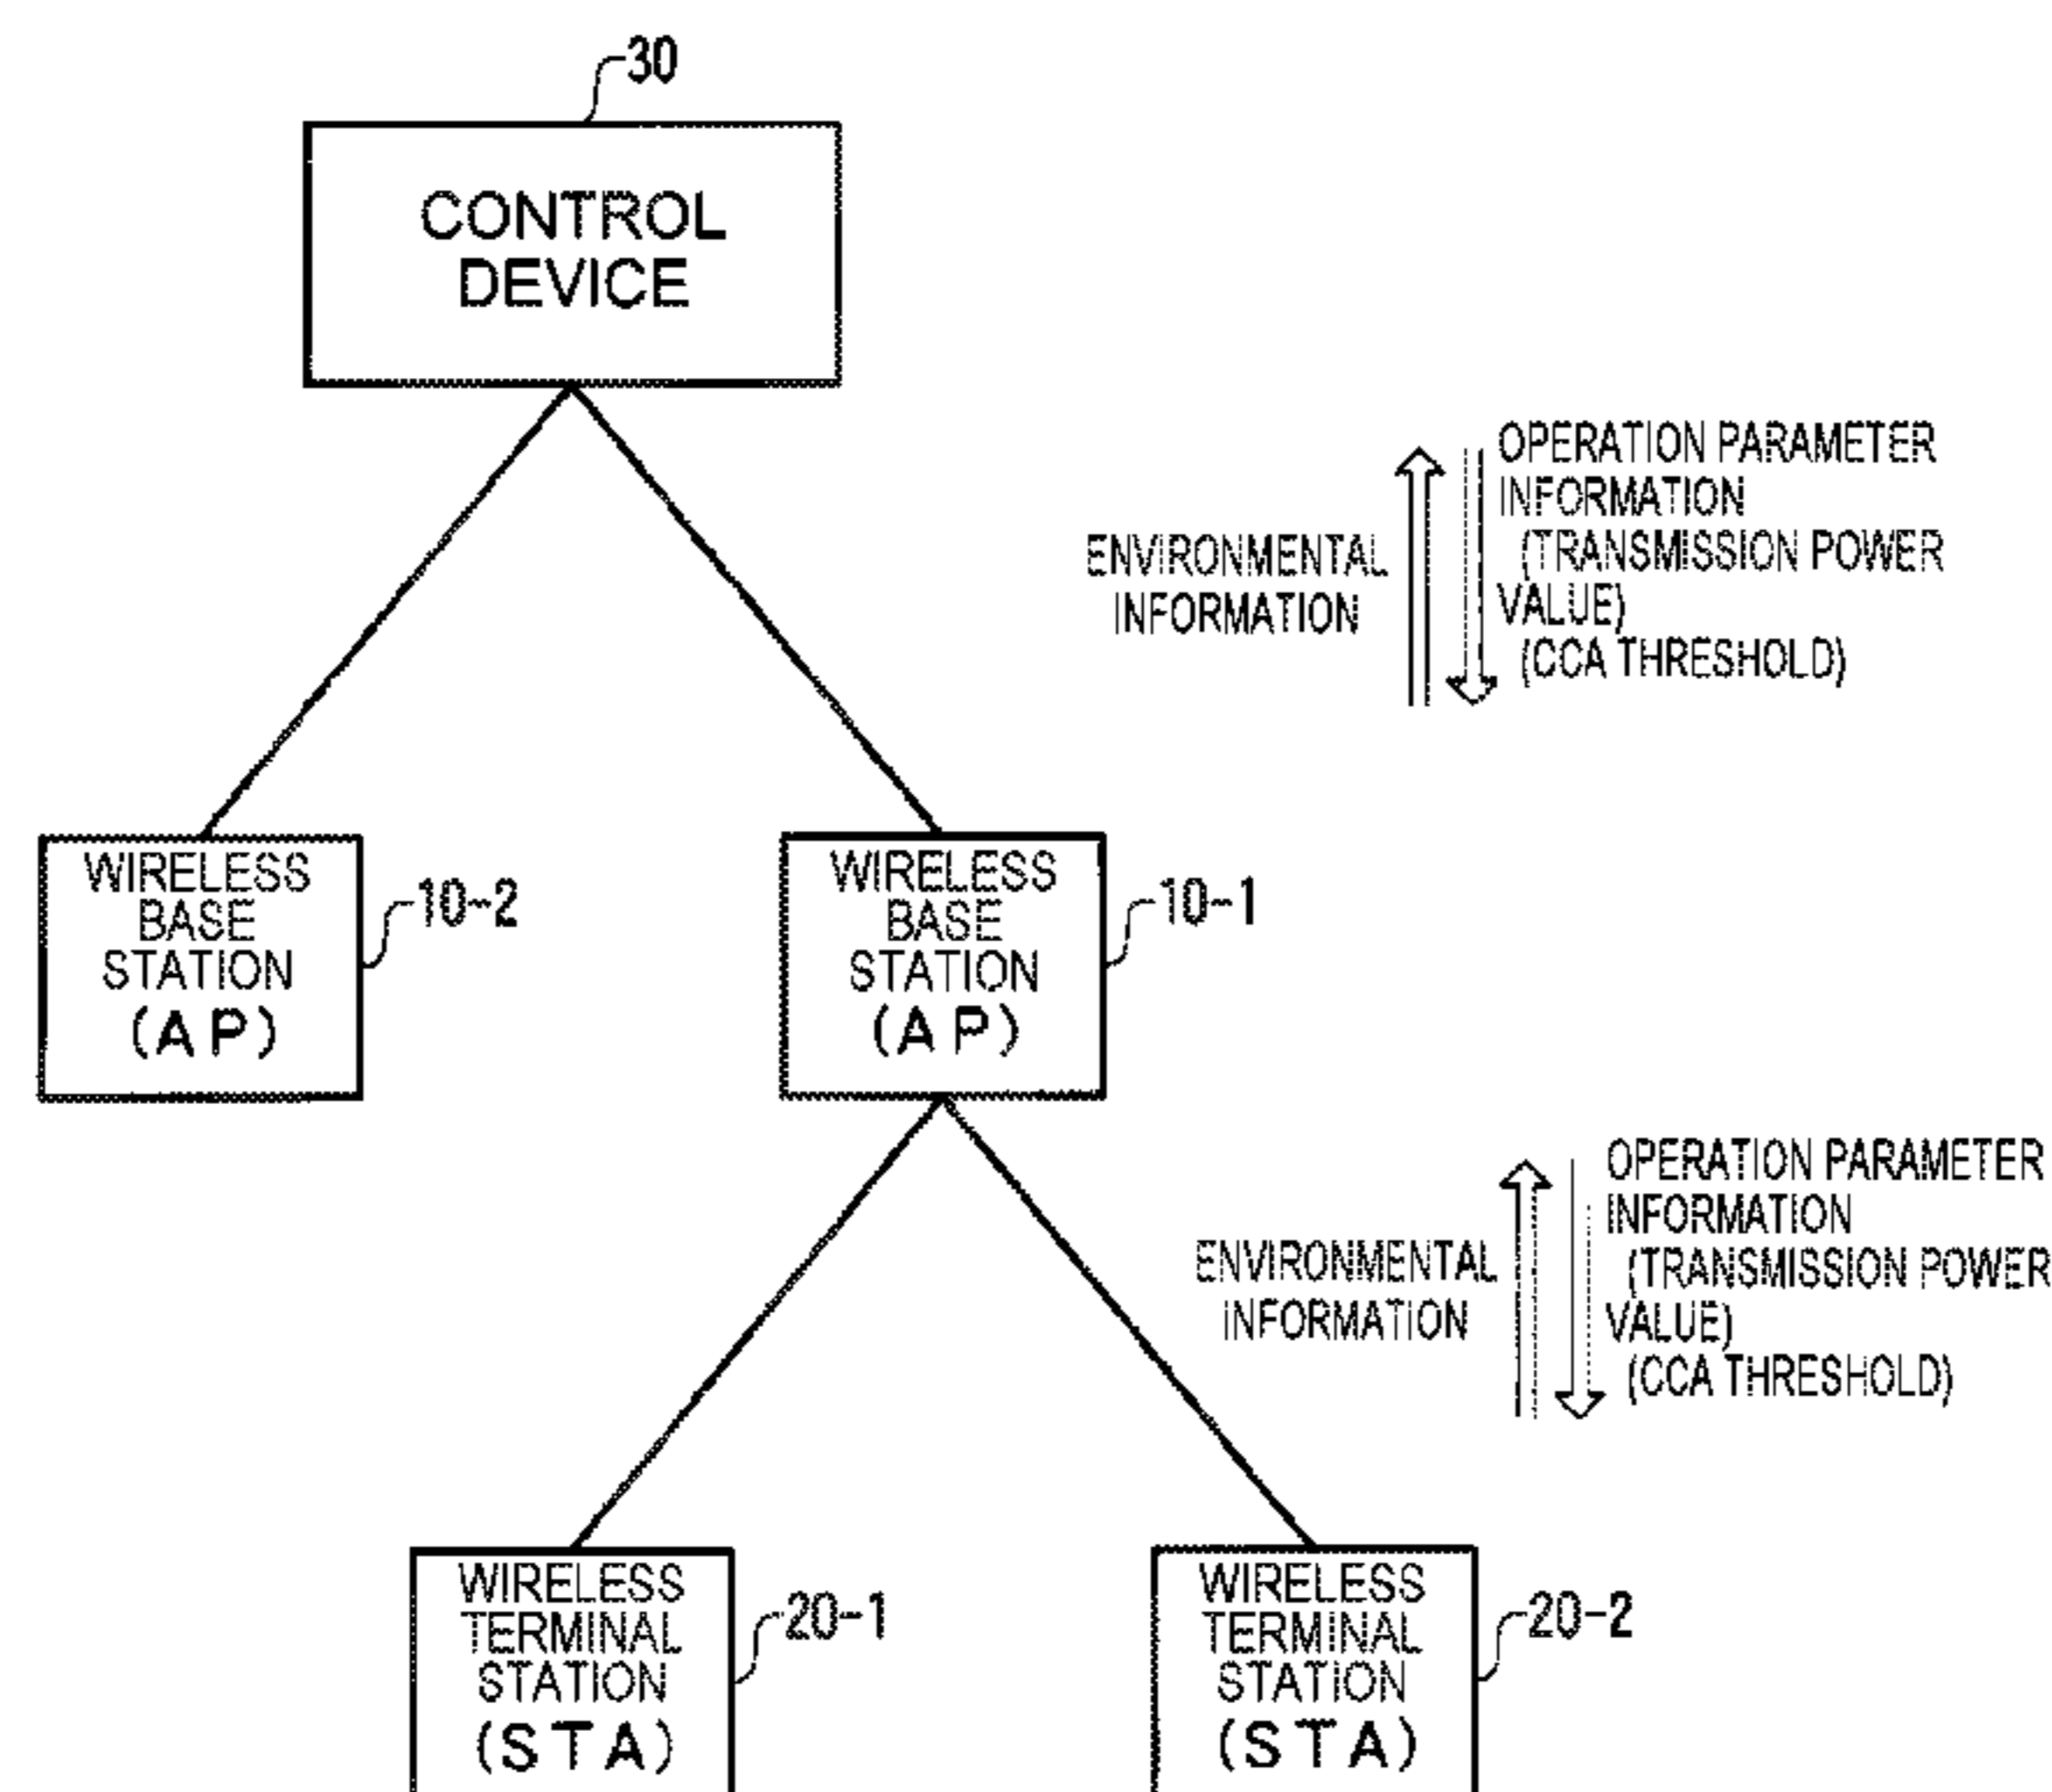 30
CONTROL
DEVICE
OPERATION PARAMETER
INFORMATION
(TRANSMISSION POWER
VALUE)
(CCA THRESHOLD)
ENVIRONMENTAL
INFORMATION
WIRELESS
BASE
STATION
(AP)
10-2
WIRELESS
BASE
STATION
(AP)
10-1
OPERATION PARAMETER
INFORMATION
(TRANSMISSION POWER
VALUE)
(CCA THRESHOLD)
ENVIRONMENTAL
INFORMATION
WIRELESS
TERMINAL
STATION
(STA)
20-1
WIRELESS
TERMINAL
STATION
(STA)
20-2